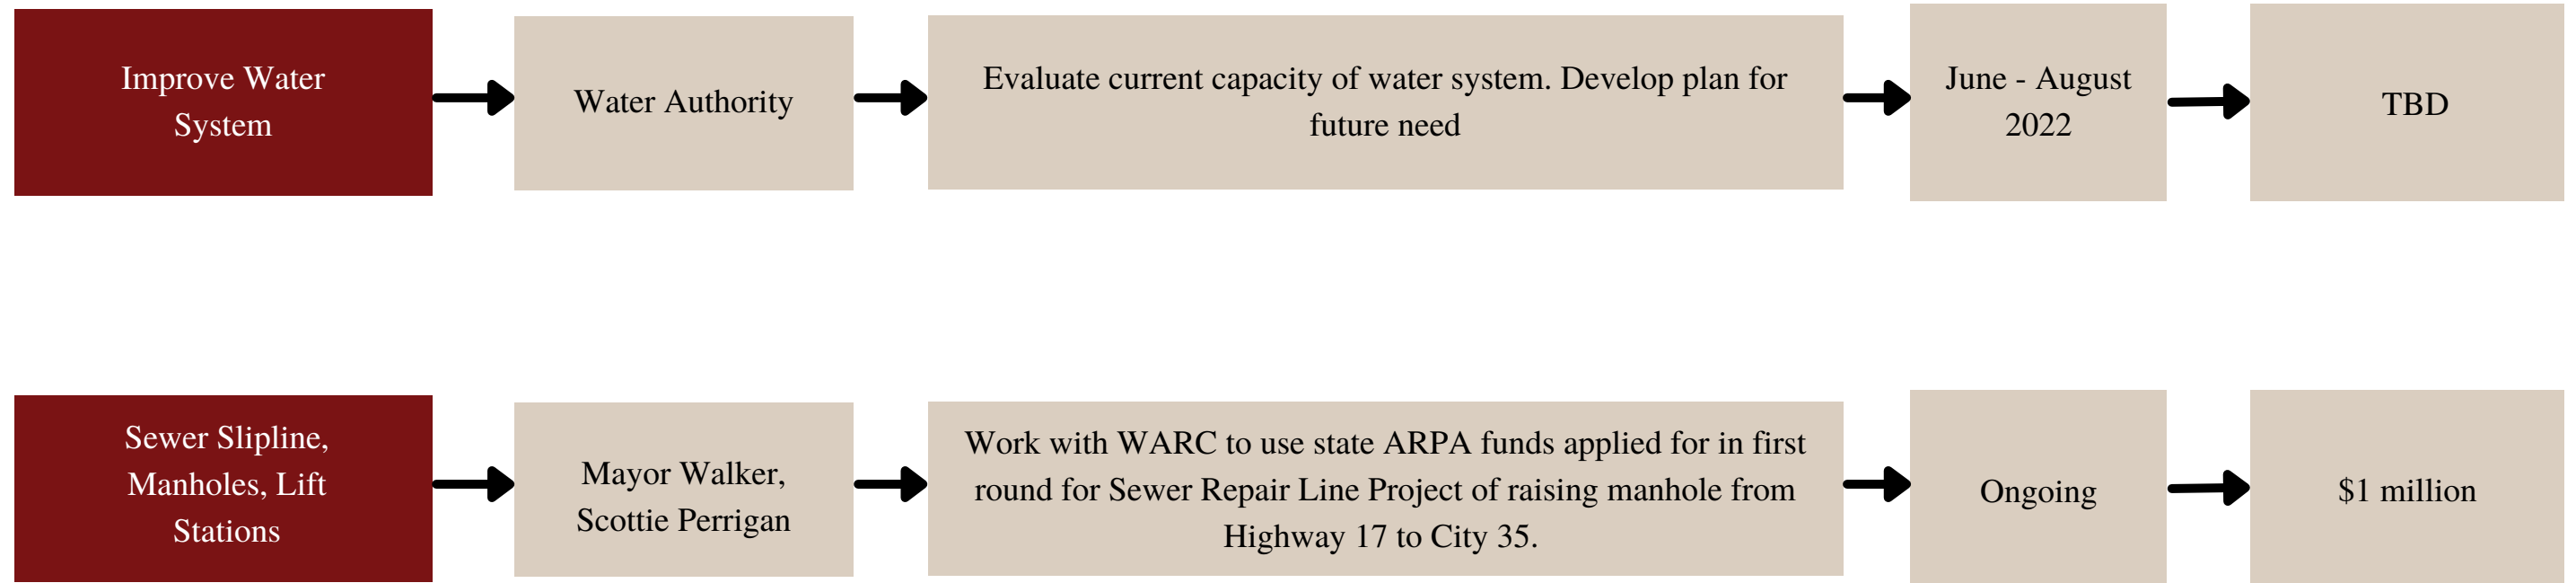 Improve Water
System
Water Authority
Evaluate current capacity of water system. Develop plan for
future need
June - August
2022
TBD
Sewer Slipline,
Manholes, Lift
Stations
Mayor Walker,
Scottie Perrigan
Work with WARC to use state ARPA funds applied for in first
round for Sewer Repair Line Project of raising manhole from
Highway 17 to City 35.
Ongoing
$1 million